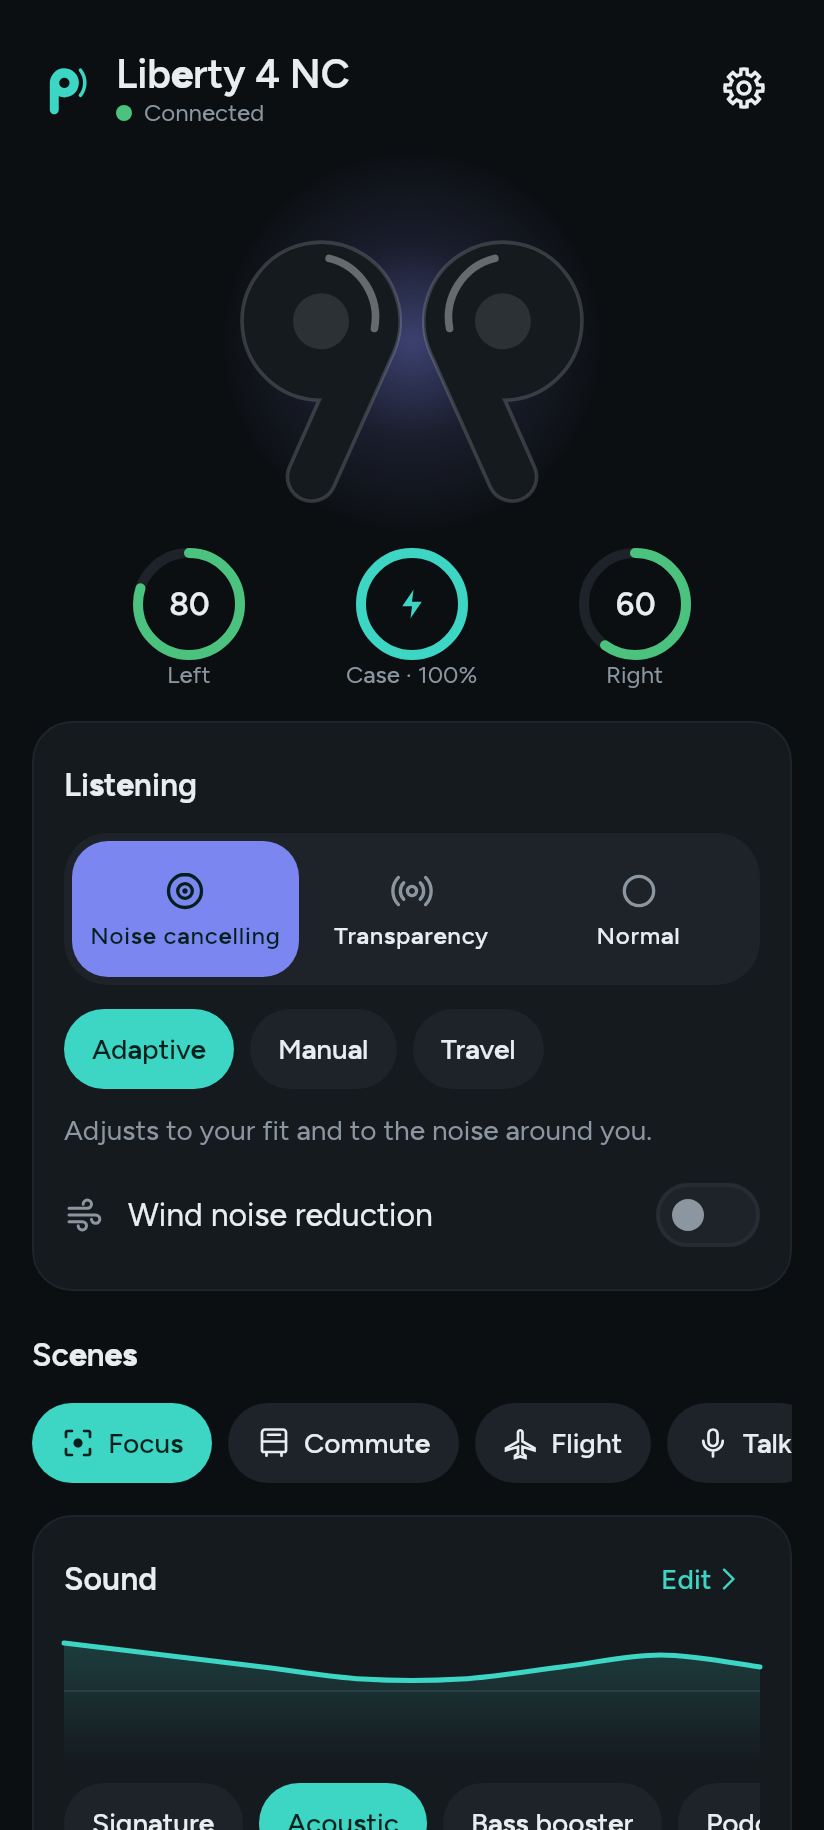 Liberty 4 NC
Connected
80
60
Left
Case · 100%
Right
Listening
Noise cancelling
Transparency
Normal
Adaptive
Manual
Travel
Adjusts to your fit and to the noise around you.
Wind noise reduction
Scenes
Focus
Commute
Flight
Talk
Sound
Edit
Signature
Acoustic
Bass booster